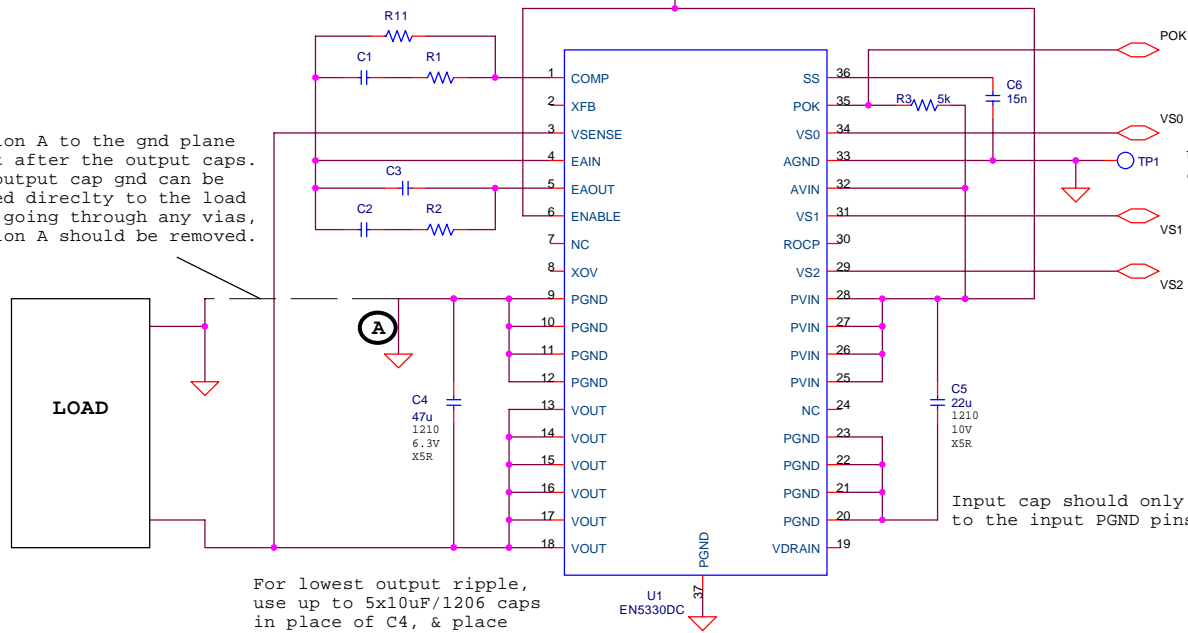 R11
C1
R1
POK
1 COMP
2 XFB
3 VSENSE
4 EAIN
5 EAOUT
6 ENABLE
7 NC
8 XOV
9 PGND
10 PGND
11 PGND
12 PGND
13 VOUT
14 VOUT
15 VOUT
16 VOUT
17 VOUT
18 VOUT
SS 36
POK 35
VS0 34
AGND 33
AVIN 32
VS1 31
ROCP 30
VS2 29
PVIN 28
PVIN 27
PVIN 26
PVIN 25
NC 24
PGND 23
PGND 22
PGND 21
PGND 20
VDRAIN 19
PGND
37
U1
EN5330DC
C6
15n
R3 5k
VS0
TP1
VS1
VS2
C3
C2
R2
ion A to the gnd plane
t after the output caps.
output cap gnd can be
ed direclty to the load
going through any vias,
ion A should be removed.
A
LOAD
C4
47u
1210
6.3V
X5R
C5
22u
1210
10V
X5R
Input cap should only
to the input PGND pins
For lowest output ripple,
use up to 5x10uF/1206 caps
in place of C4, & place